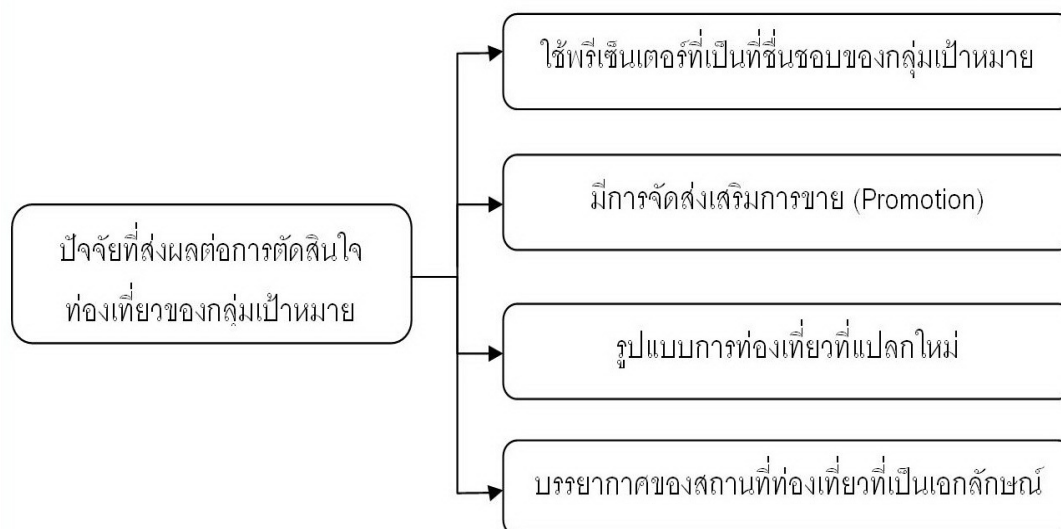 ใช้พรีเซ็นเตอร์ที่เป็นที่ชื่นชอบของกลุ่มเป้าหมาย
มีการจัดส่งเสริมการขาย (Promotion)
ปัจจัยที่ส่งผลต่อการตัดสินใจ
ท่องเที่ยวของกลุ่มเป้าหมาย
รูปแบบการท่องเที่ยวที่แปลกใหม่
บรรยากาศของสถานที่ท่องเที่ยวที่เป็นเอกลักษณ์